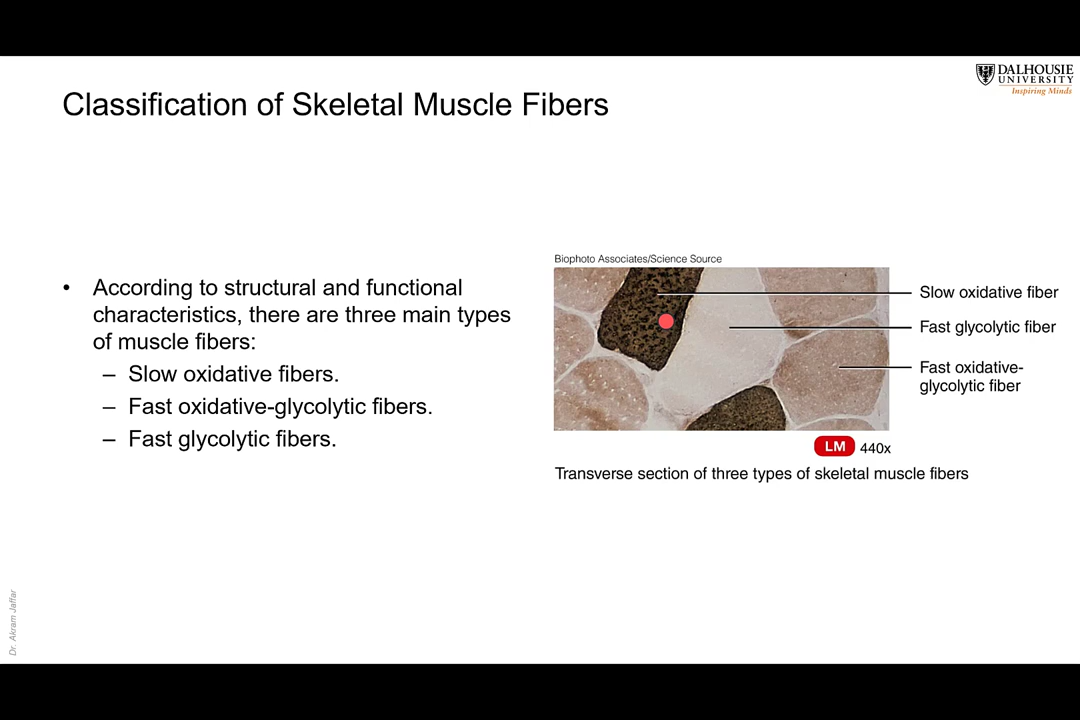 DALHOUSIE
UNIVERSITY
Inspiring Minds
Classification of Skeletal Muscle Fibers
• According to structural and functional
characteristics, there are three main types
of muscle fibers:
– Slow oxidative fibers.
– Fast oxidative-glycolytic fibers.
– Fast glycolytic fibers.
Biophoto Associates/Science Source
Slow oxidative fiber
Fast glycolytic fiber
Fast oxidative-
glycolytic fiber
LM 440x
Transverse section of three types of skeletal muscle fibers
Dr. Akram Jaffar